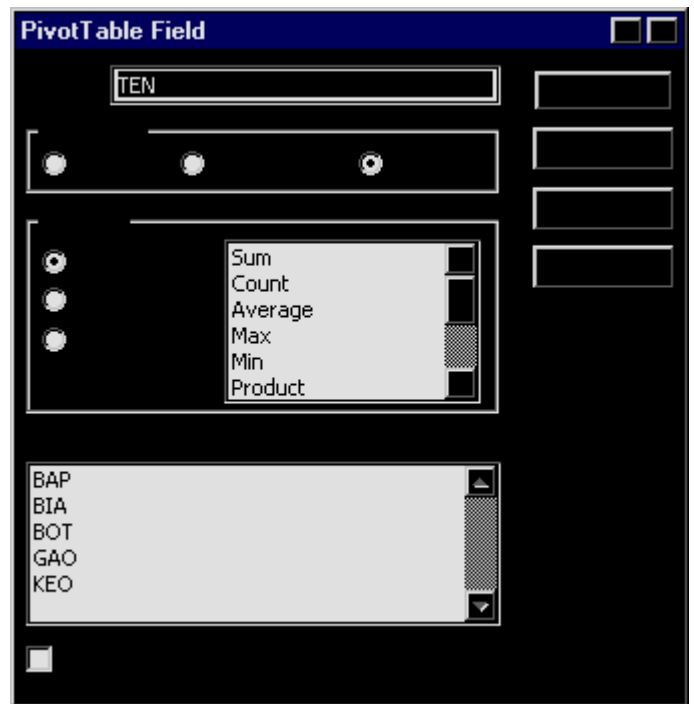 PivotTable Field
TEN
Sum
Count
Average
Max
Min
Product
BAP
BIA
BOT
GAO
KEO